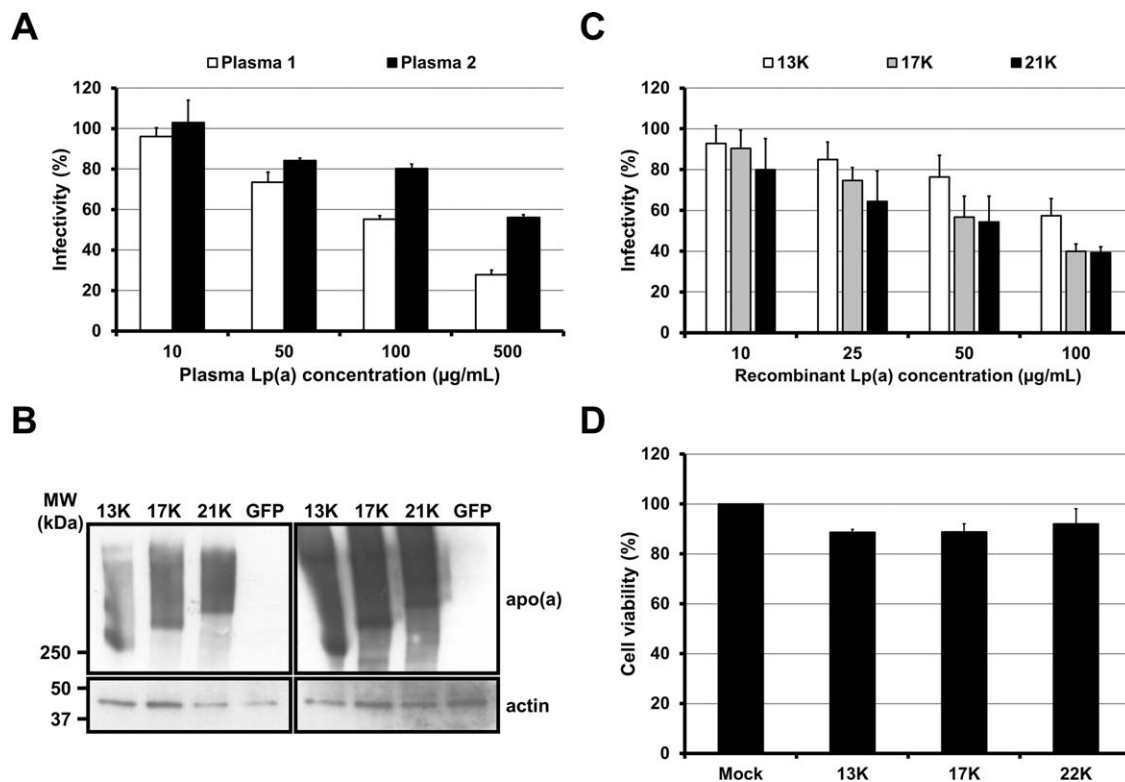 A
Plasma 1 Plasma 2
Infectivity (%)
120
100
80
60
40
20
0
10 50 100 500
Plasma Lp(a) concentration (µg/mL)
B
MW
(kDa)
13K 17K 21K GFP 13K 17K 21K GFP
apo(a)
250
50
37
actin
C
13K 17K 21K
Infectivity (%)
120
100
80
60
40
20
0
10 25 50 100
Recombinant Lp(a) concentration (µg/mL)
D
Cell viability (%)
120
100
80
60
40
20
0
Mock 13K 17K 22K